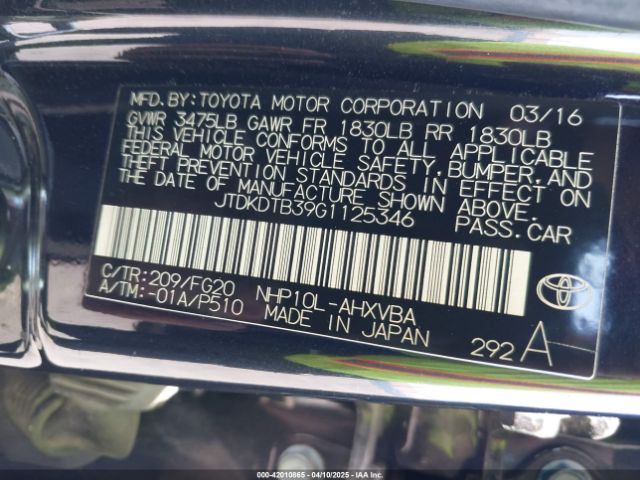 MFD.BY:TOYOTA MOTOR CORPORATION 03/16
GVWR 3475LB GAWR FR 1830LB RR 1830LB
THIS VEHICLE CONFORMS TO ALL APPLICABLE
FEDERAL MOTOR VEHICLE SAFETY,BUMPER,AND
THEFT PREVENTION STANDARDS IN EFFECT ON
THE DATE OF MANUFACTURE SHOWN ABOVE.
JTDKDTB39G1125346 PASS.CAR
C/TR:209/FG20 NHP10L-AHXVBA
A/TM:-01A/P510 MADE IN JAPAN 292 A
000-42010865 - 04/10/2025 - IAA Inc.